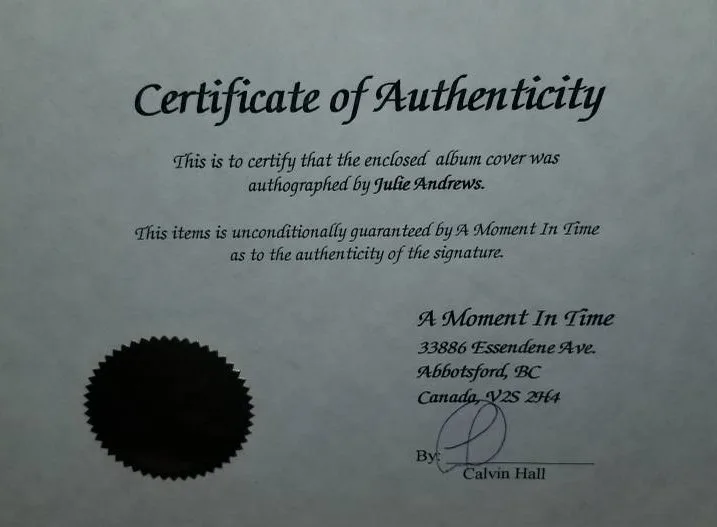 Certificate of Authenticity
This is to certify that the enclosed album cover was
authographed by Julie Andrews.
This items is unconditionally guaranteed by A Moment In Time
as to the authenticity of the signature.
A Moment In Time
33886 Essendene Ave.
Abbotsford, BC
Canada, V2S 2H4
By:
Calvin Hall